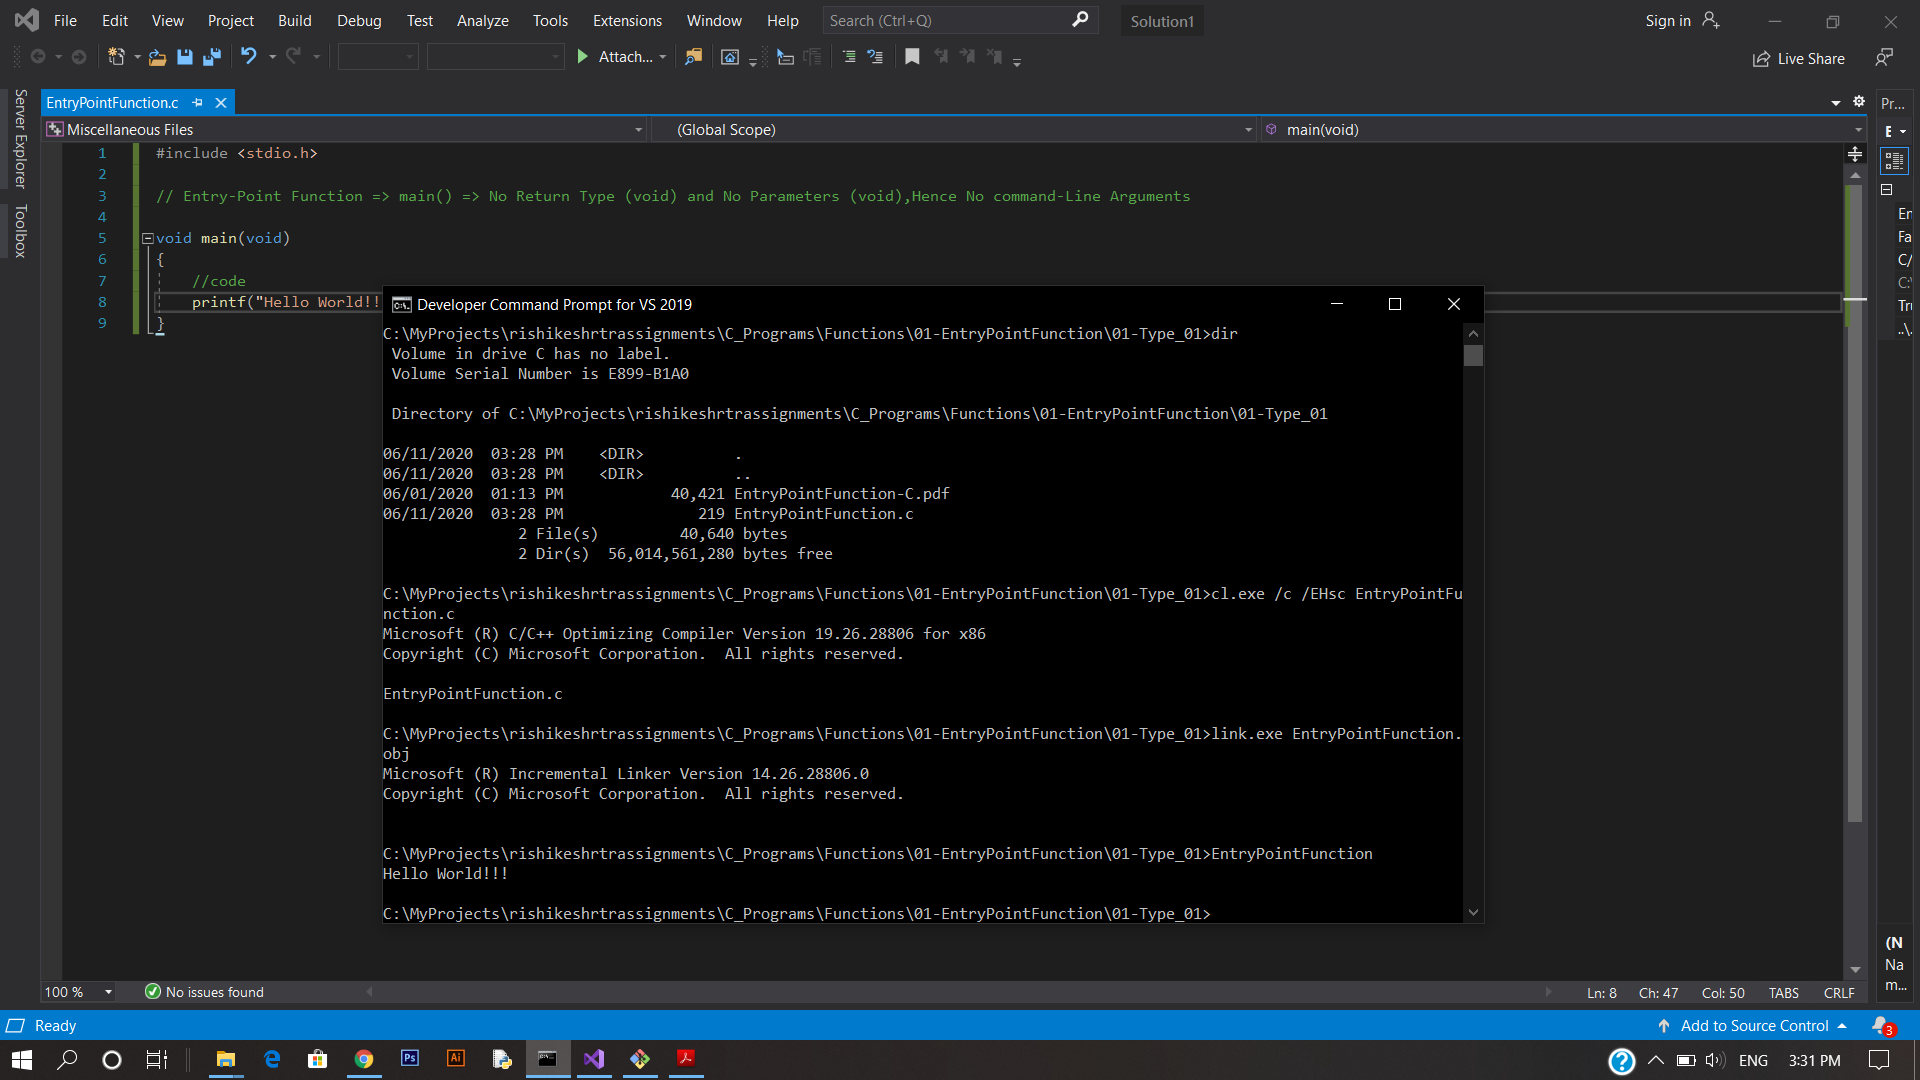 File Edit View Project Build Debug Test Analyze Tools Extensions Window Help Search (Ctrl+Q) Solution1 Sign in
Attach... Live Share
Server Explorer
Toolbox
EntryPointFunction.c Pr...
Miscellaneous Files (Global Scope) main(void) E
1 #include <stdio.h>
2
3 // Entry-Point Function => main() => No Return Type (void) and No Parameters (void),Hence No command-Line Arguments
4
5 void main(void)
6 {
7 //code
8 printf("Hello World!!
9 }
En
Fa
C/
C:\
Tru
..\.
Developer Command Prompt for VS 2019
C:\MyProjects\rishikeshrtrassignments\C_Programs\Functions\01-EntryPointFunction\01-Type_01>dir
Volume in drive C has no label.
Volume Serial Number is E899-B1A0
Directory of C:\MyProjects\rishikeshrtrassignments\C_Programs\Functions\01-EntryPointFunction\01-Type_01
06/11/2020 03:28 PM <DIR> .
06/11/2020 03:28 PM <DIR> ..
06/01/2020 01:13 PM 40,421 EntryPointFunction-C.pdf
06/11/2020 03:28 PM 219 EntryPointFunction.c
2 File(s) 40,640 bytes
2 Dir(s) 56,014,561,280 bytes free
C:\MyProjects\rishikeshrtrassignments\C_Programs\Functions\01-EntryPointFunction\01-Type_01>cl.exe /c /EHsc EntryPointFu
nction.c
Microsoft (R) C/C++ Optimizing Compiler Version 19.26.28806 for x86
Copyright (C) Microsoft Corporation. All rights reserved.
EntryPointFunction.c
C:\MyProjects\rishikeshrtrassignments\C_Programs\Functions\01-EntryPointFunction\01-Type_01>link.exe EntryPointFunction.
obj
Microsoft (R) Incremental Linker Version 14.26.28806.0
Copyright (C) Microsoft Corporation. All rights reserved.
C:\MyProjects\rishikeshrtrassignments\C_Programs\Functions\01-EntryPointFunction\01-Type_01>EntryPointFunction
Hello World!!!
C:\MyProjects\rishikeshrtrassignments\C_Programs\Functions\01-EntryPointFunction\01-Type_01>
(N
Na
m...
100 % No issues found Ln: 8 Ch: 47 Col: 50 TABS CRLF
Ready Add to Source Control 3
Ps Ai ENG 3:31 PM